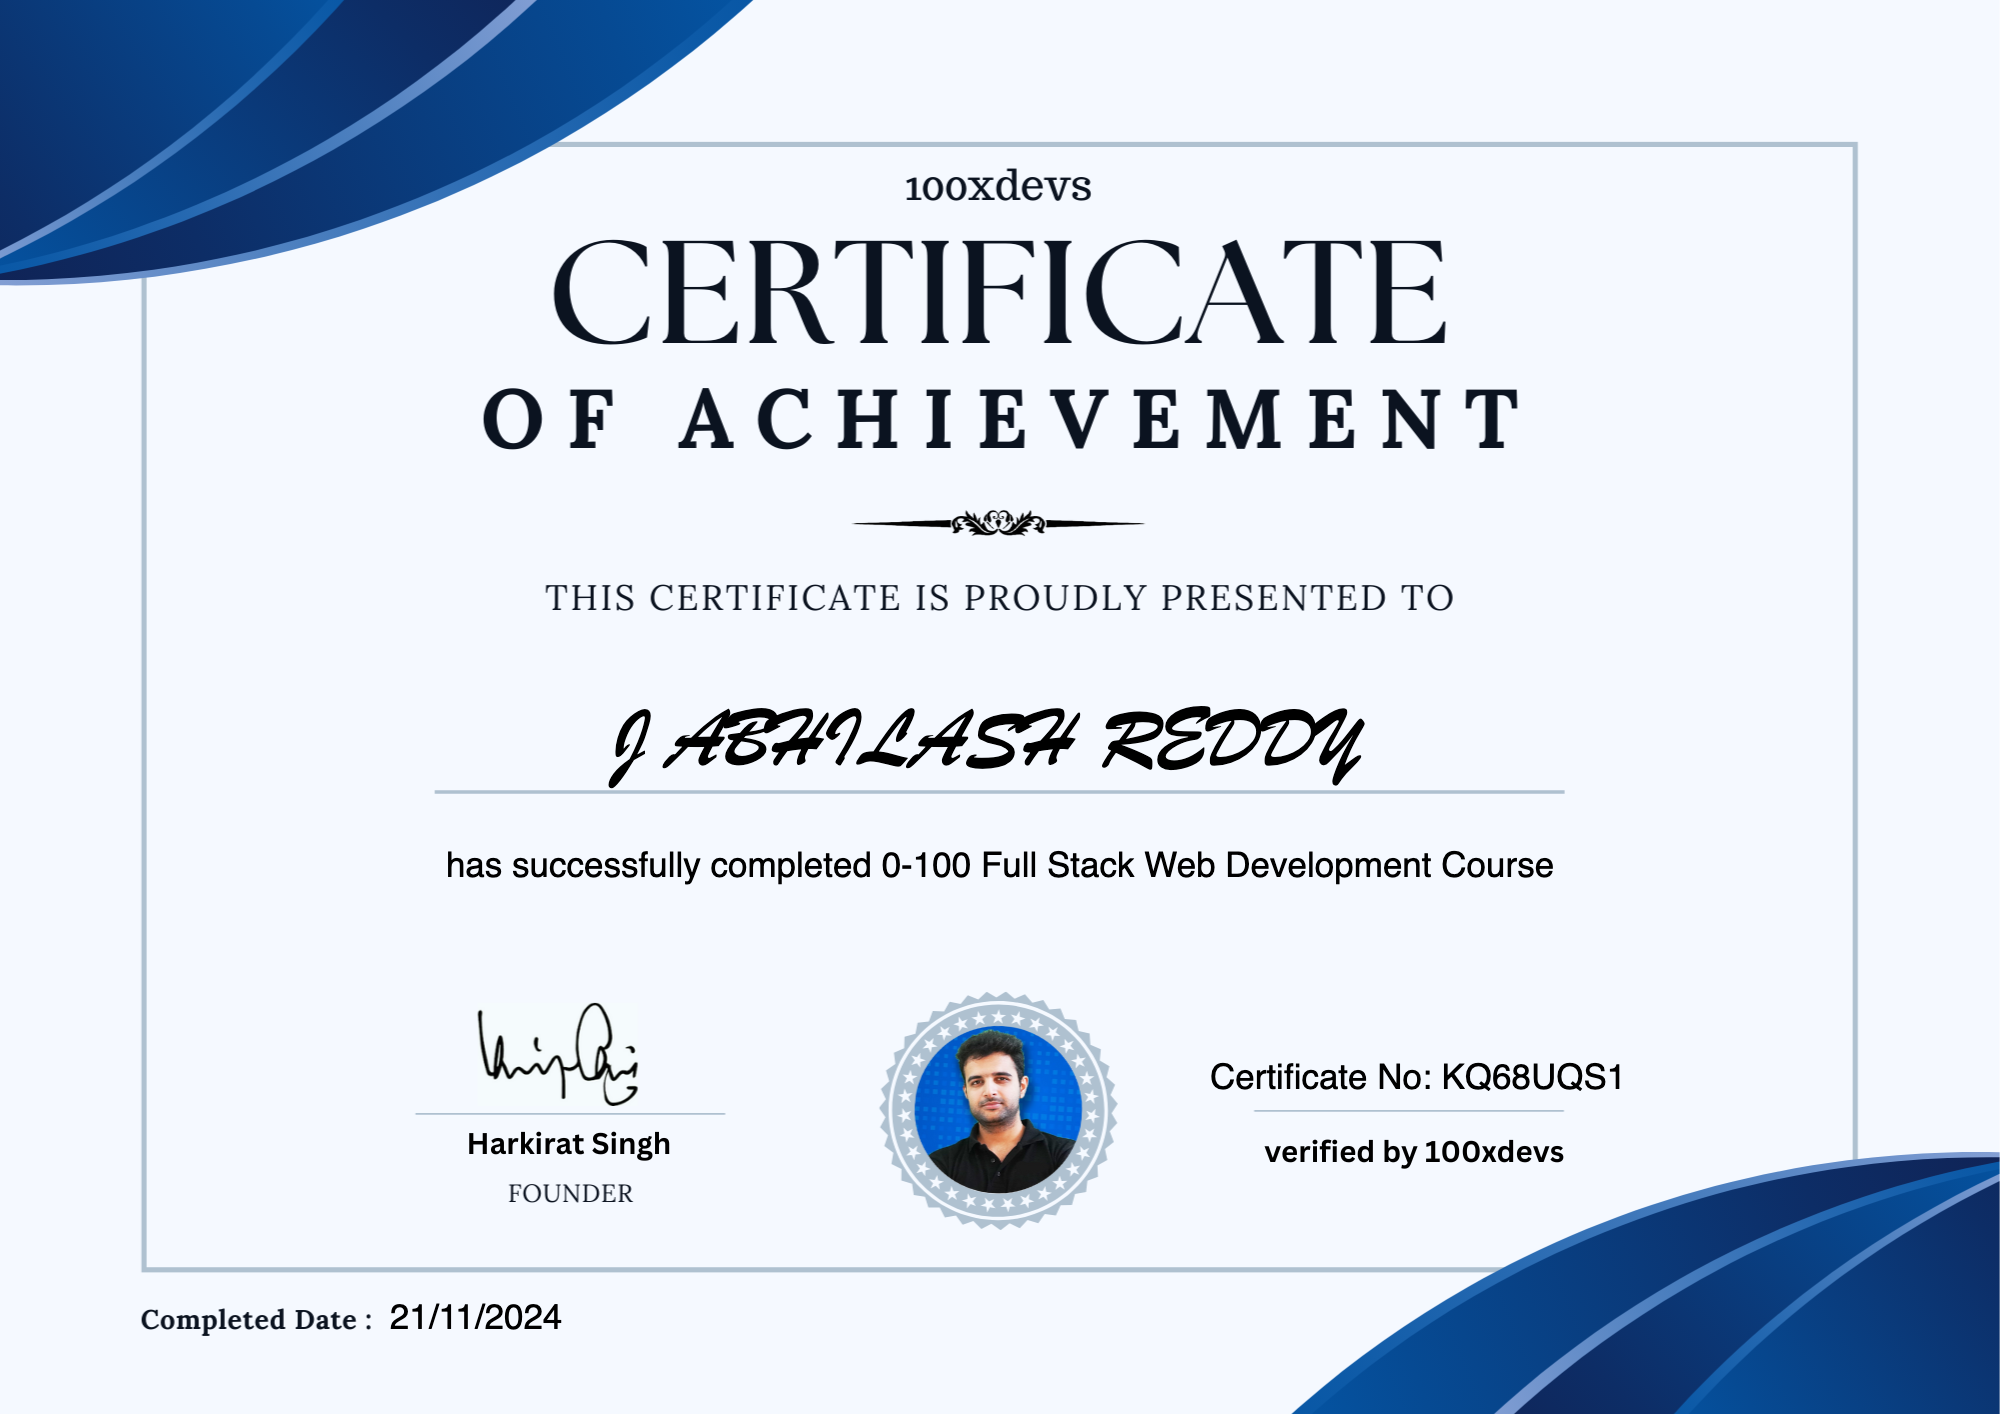 100xdevs
CERTIFICATE
OF ACHIEVEMENT
THIS CERTIFICATE IS PROUDLY PRESENTED TO
J ABHILASH REDDY
has successfully completed 0-100 Full Stack Web Development Course
Harkirat Singh
FOUNDER
Certificate No: KQ68UQS1
verified by 100xdevs
Completed Date : 21/11/2024